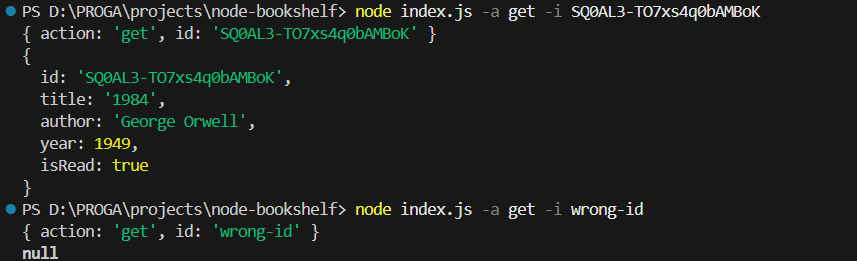 PS D:\PROGA\projects\node-bookshelf> node index.js -a get -i SQ0AL3-TO7xs4q0bAMBoK
{ action: 'get', id: 'SQ0AL3-TO7xs4q0bAMBoK' }
{
  id: 'SQ0AL3-TO7xs4q0bAMBoK',
  title: '1984',
  author: 'George Orwell',
  year: 1949,
  isRead: true
}
PS D:\PROGA\projects\node-bookshelf> node index.js -a get -i wrong-id
{ action: 'get', id: 'wrong-id' }
null